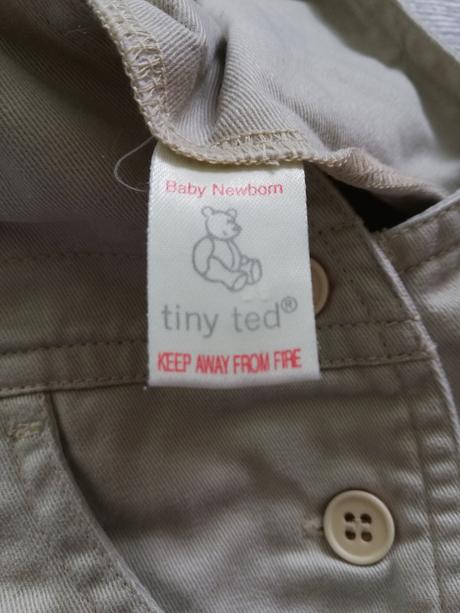 Baby Newborn
tiny ted®
KEEP AWAY FROM FIRE